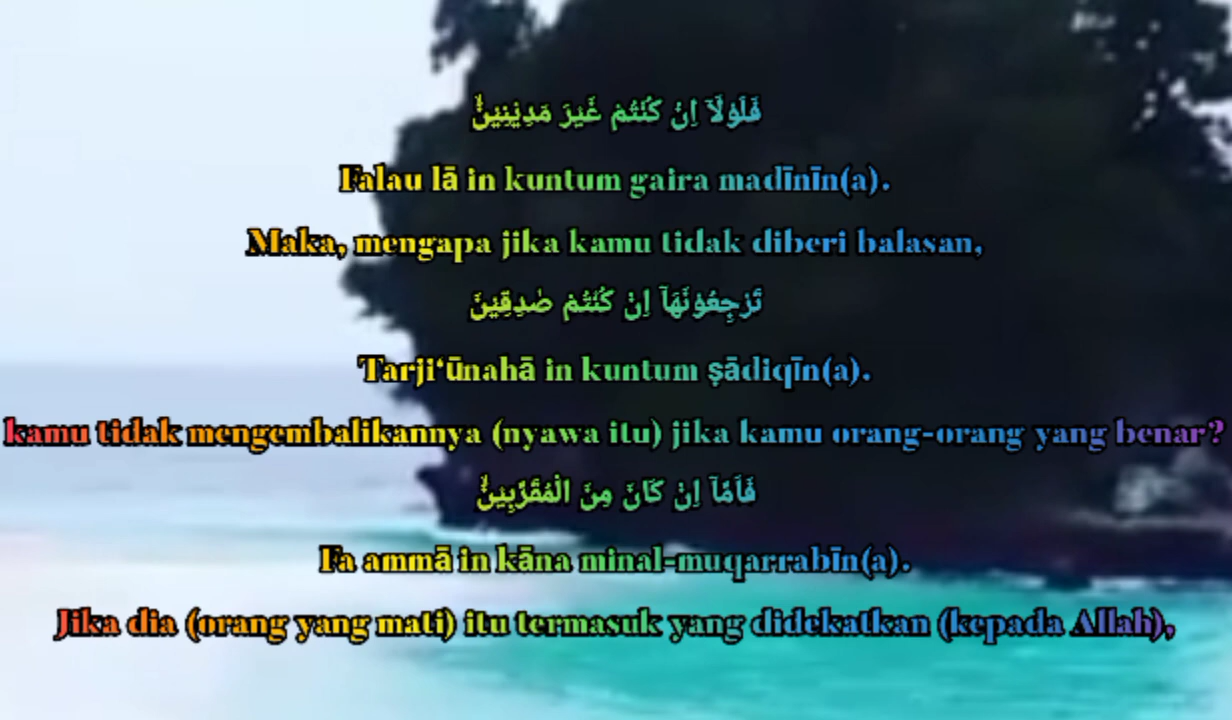 فَلَوْلَآ اِنْ كُنْتُمْ غَيْرَ مَدِيْنِيْنَۙ
Falau lā in kuntum gaira madīnīn(a).
Maka, mengapa jika kamu tidak diberi balasan,
تَرْجِعُوْنَهَآ اِنْ كُنْتُمْ صٰدِقِيْنَ
Tarji‘ūnahā in kuntum ṣādiqīn(a).
kamu tidak mengembalikannya (nyawa itu) jika kamu orang-orang yang benar?
فَاَمَّآ اِنْ كَانَ مِنَ الْمُقَرَّبِيْنَۙ
Fa ammā in kāna minal-muqarrabīn(a).
Jika dia (orang yang mati) itu termasuk yang didekatkan (kepada Allah),